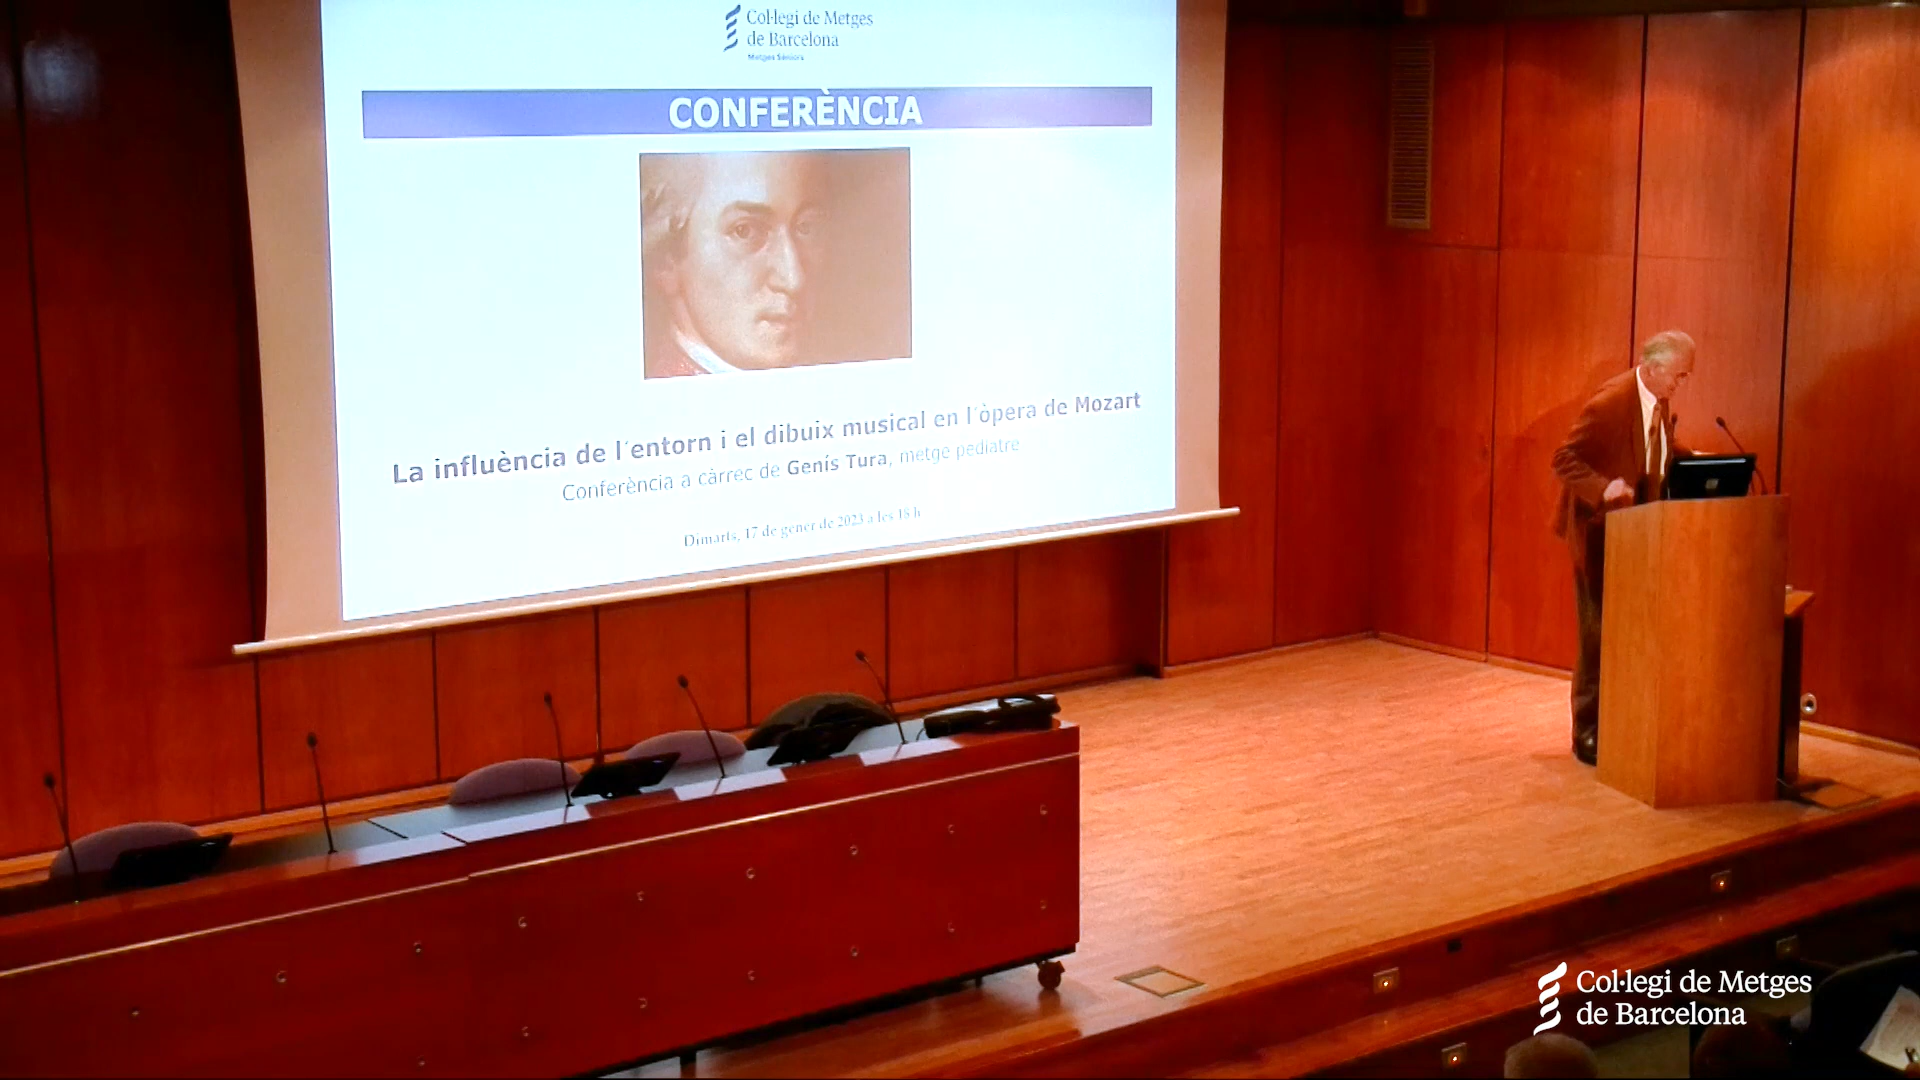 Col·legi de Metges
de Barcelona
Metges Sèniors
CONFERÈNCIA
La influència de l´entorn i el dibuix musical en l´òpera de Mozart
Conferència a càrrec de Genís Tura, metge pediatre
Dimarts, 17 de gener de 2023 a les 18 h
Col·legi de Metges
de Barcelona